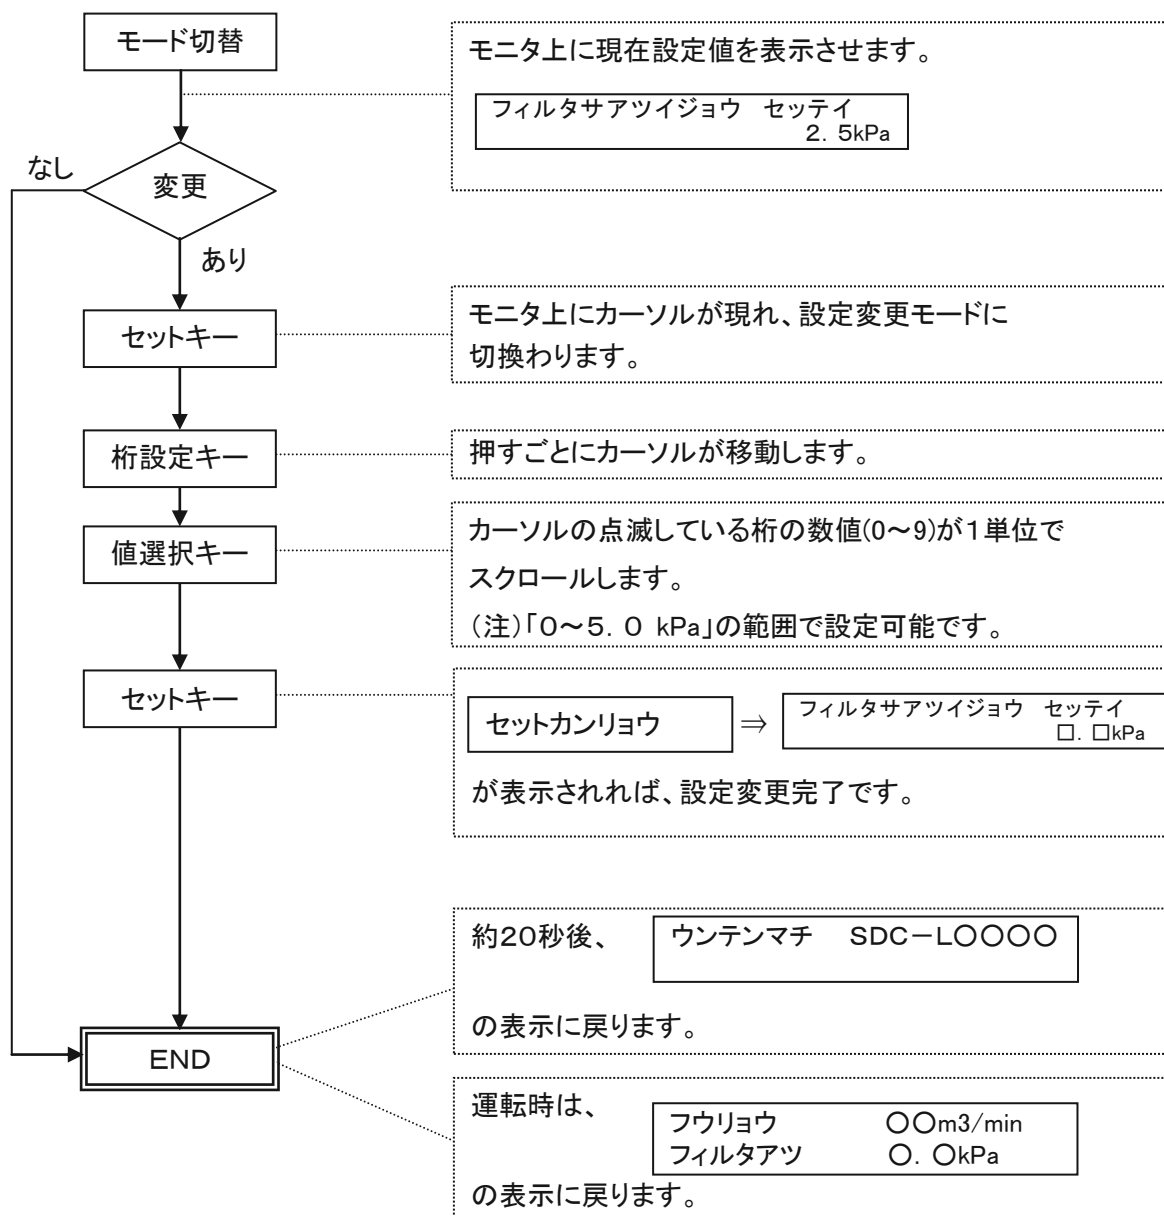 モード切替
モニタ上に現在設定値を表示させます。
フィルタサアツイジョウ　セッテイ
2. 5kPa
なし
変更
あり
セットキー
モニタ上にカーソルが現れ、設定変更モードに
切換わります。
桁設定キー
押すごとにカーソルが移動します。
値選択キー
カーソルの点滅している桁の数値(0～9)が1単位で
スクロールします。
(注)「0～5. 0 kPa」の範囲で設定可能です。
セットキー
セットカンリョウ ⇒ フィルタサアツイジョウ　セッテイ
□. □kPa
が表示されれば、設定変更完了です。
約20秒後、 ウンテンマチ　SDC－L〇〇〇〇
の表示に戻ります。
END
運転時は、
フウリョウ　〇〇m3/min
フィルタアツ　〇. 〇kPa
の表示に戻ります。